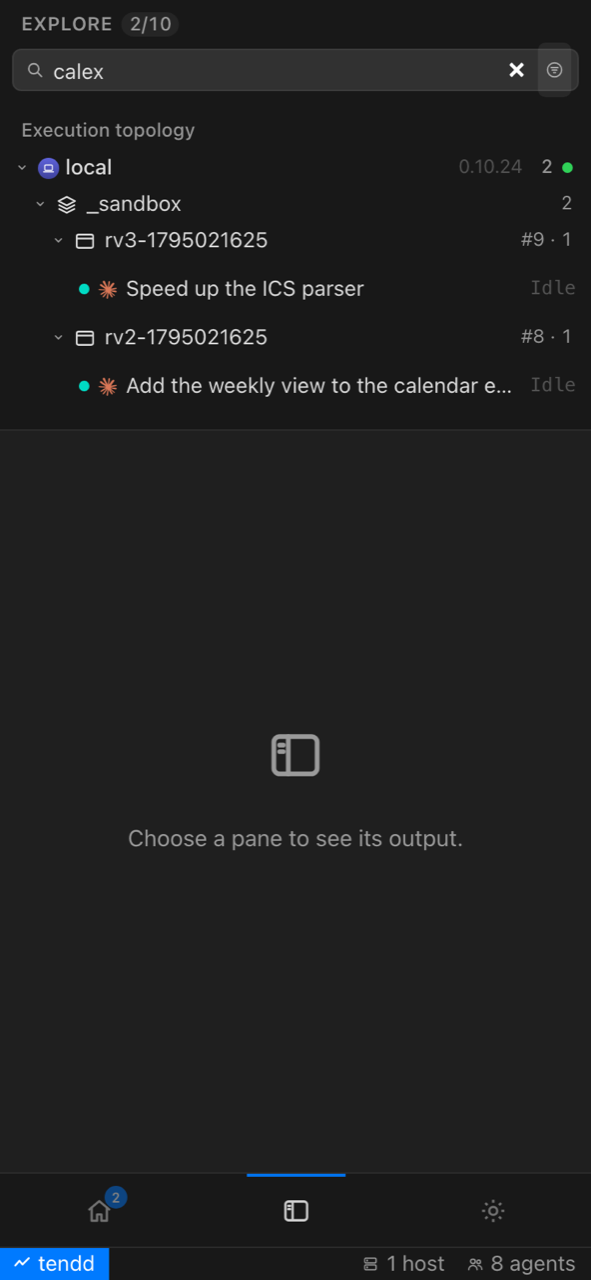 EXPLORE 2/10
calex
Execution topology
local 0.10.24 2
_sandbox 2
rv3-1795021625 #9 · 1
Speed up the ICS parser Idle
rv2-1795021625 #8 · 1
Add the weekly view to the calendar e... Idle
Choose a pane to see its output.
2
tendd 1 host 8 agents